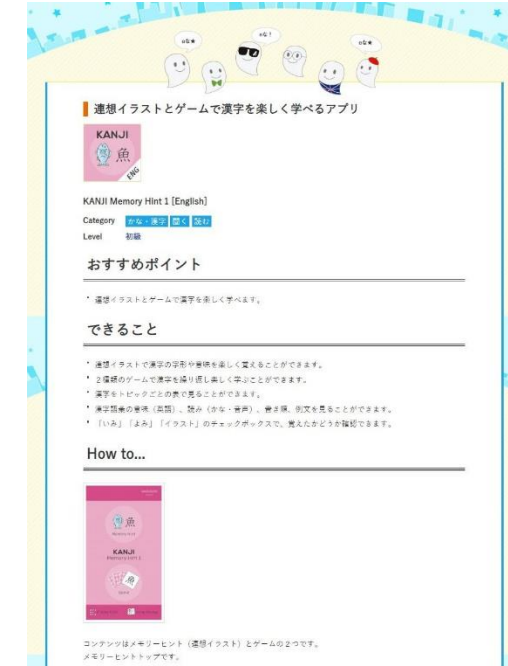 連想イラストとゲームで漢字を楽しく学べるアプリ
KANJI
魚
ENG
KANJI Memory Hint 1 [English]
Category かな・漢字 聞く 読む
Level 初級
おすすめポイント
・連想イラストとゲームで漢字を楽しく学べます。
できること
・連想イラストで漢字の字形や意味を楽しく覚えることができます。
・２種類のゲームで漢字を繰り返し楽しく学ぶことができます。
・漢字をトピックごとの表で見ることができます。
・漢字語彙の意味（英語）、読み（かな・音声）、書き順、例文を見ることができます。
・「いみ」「よみ」「イラスト」のチェックボックスで、覚えたかどうか確認できます。
How to...
魚
KANJI
Memory Hint 1
コンテンツはメモリーヒント（連想イラスト）とゲームの２つです。
メモリーヒントトップです。